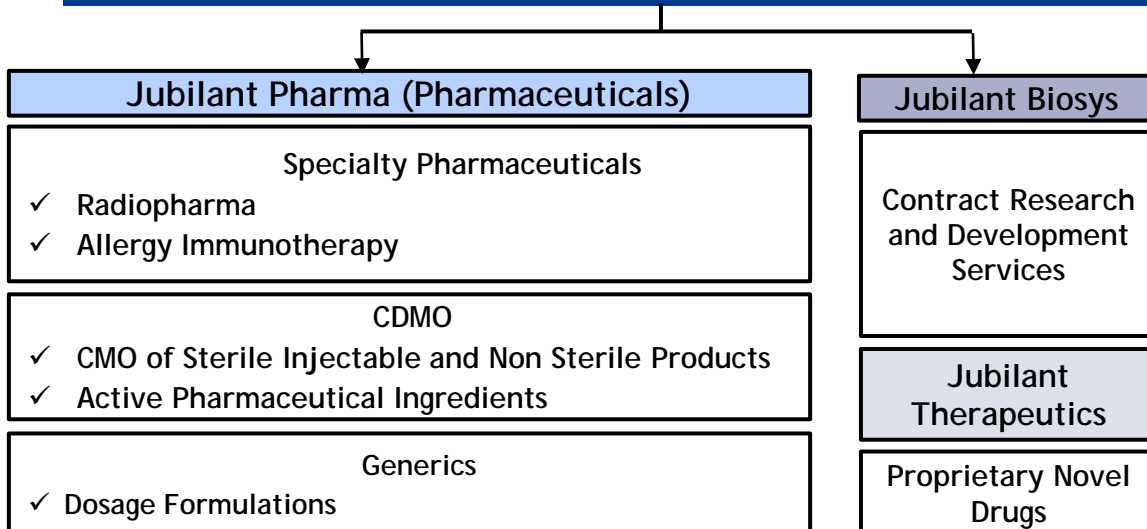 Jubilant Pharma (Pharmaceuticals)
Specialty Pharmaceuticals
✓ Radiopharma
✓ Allergy Immunotherapy
CDMO
✓ CMO of Sterile Injectable and Non Sterile Products
✓ Active Pharmaceutical Ingredients
Generics
✓ Dosage Formulations
Jubilant Biosys
Contract Research
and Development
Services
Jubilant
Therapeutics
Proprietary Novel
Drugs